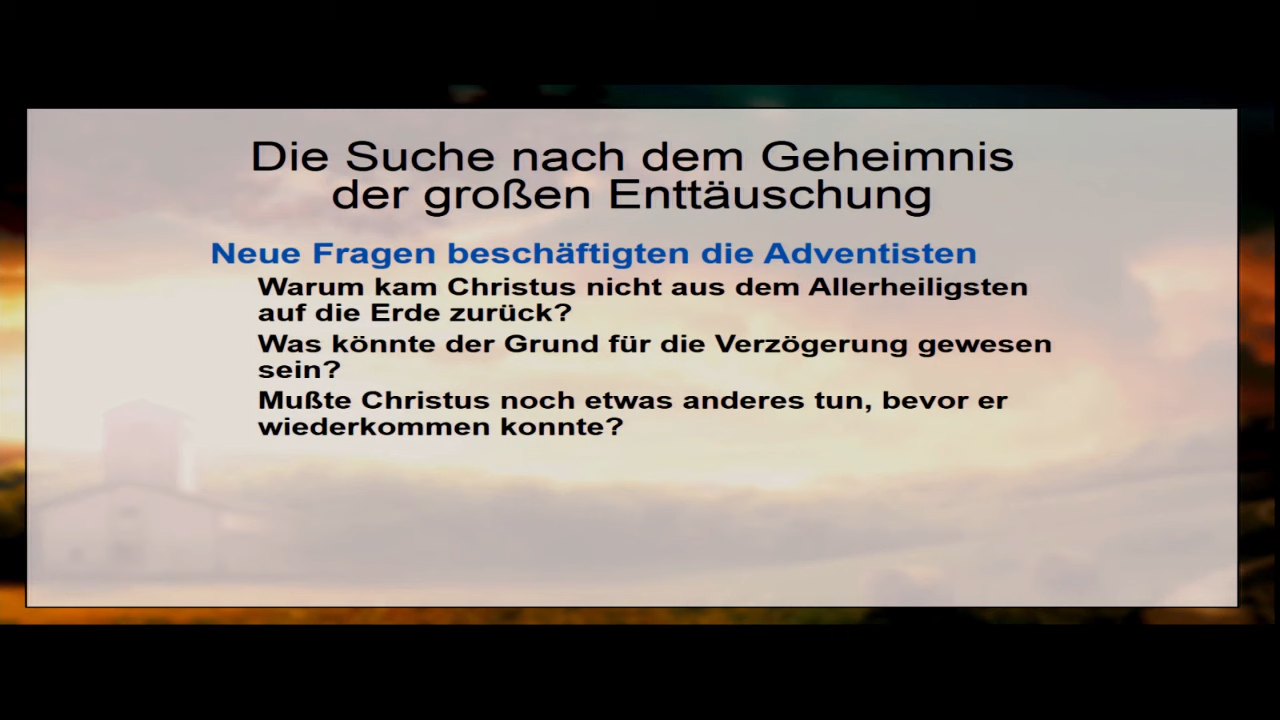 Die Suche nach dem Geheimnis
der großen Enttäuschung
Neue Fragen beschäftigten die Adventisten
Warum kam Christus nicht aus dem Allerheiligsten
auf die Erde zurück?
Was könnte der Grund für die Verzögerung gewesen
sein?
Mußte Christus noch etwas anderes tun, bevor er
wiederkommen konnte?